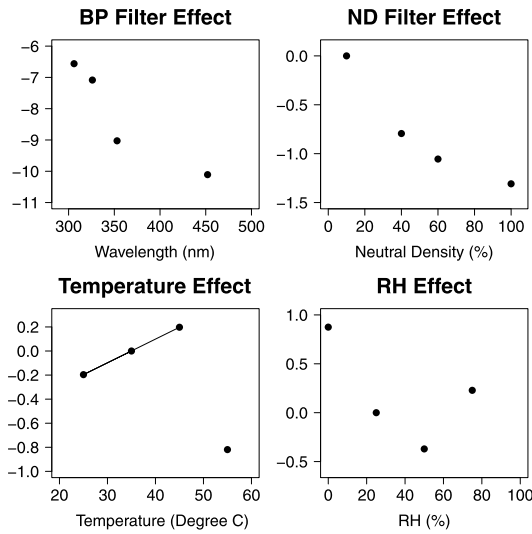 BP Filter Effect
−6
−7
−8
−9
−10
−11
300 350 400 450 500
Wavelength (nm)
ND Filter Effect
0.0
−0.5
−1.0
−1.5
0 20 40 60 80 100
Neutral Density (%)
Temperature Effect
0.2
0.0
−0.2
−0.4
−0.6
−0.8
−1.0
20 30 40 50 60
Temperature (Degree C)
RH Effect
1.0
0.5
0.0
−0.5
0 20 40 60 80 100
RH (%)